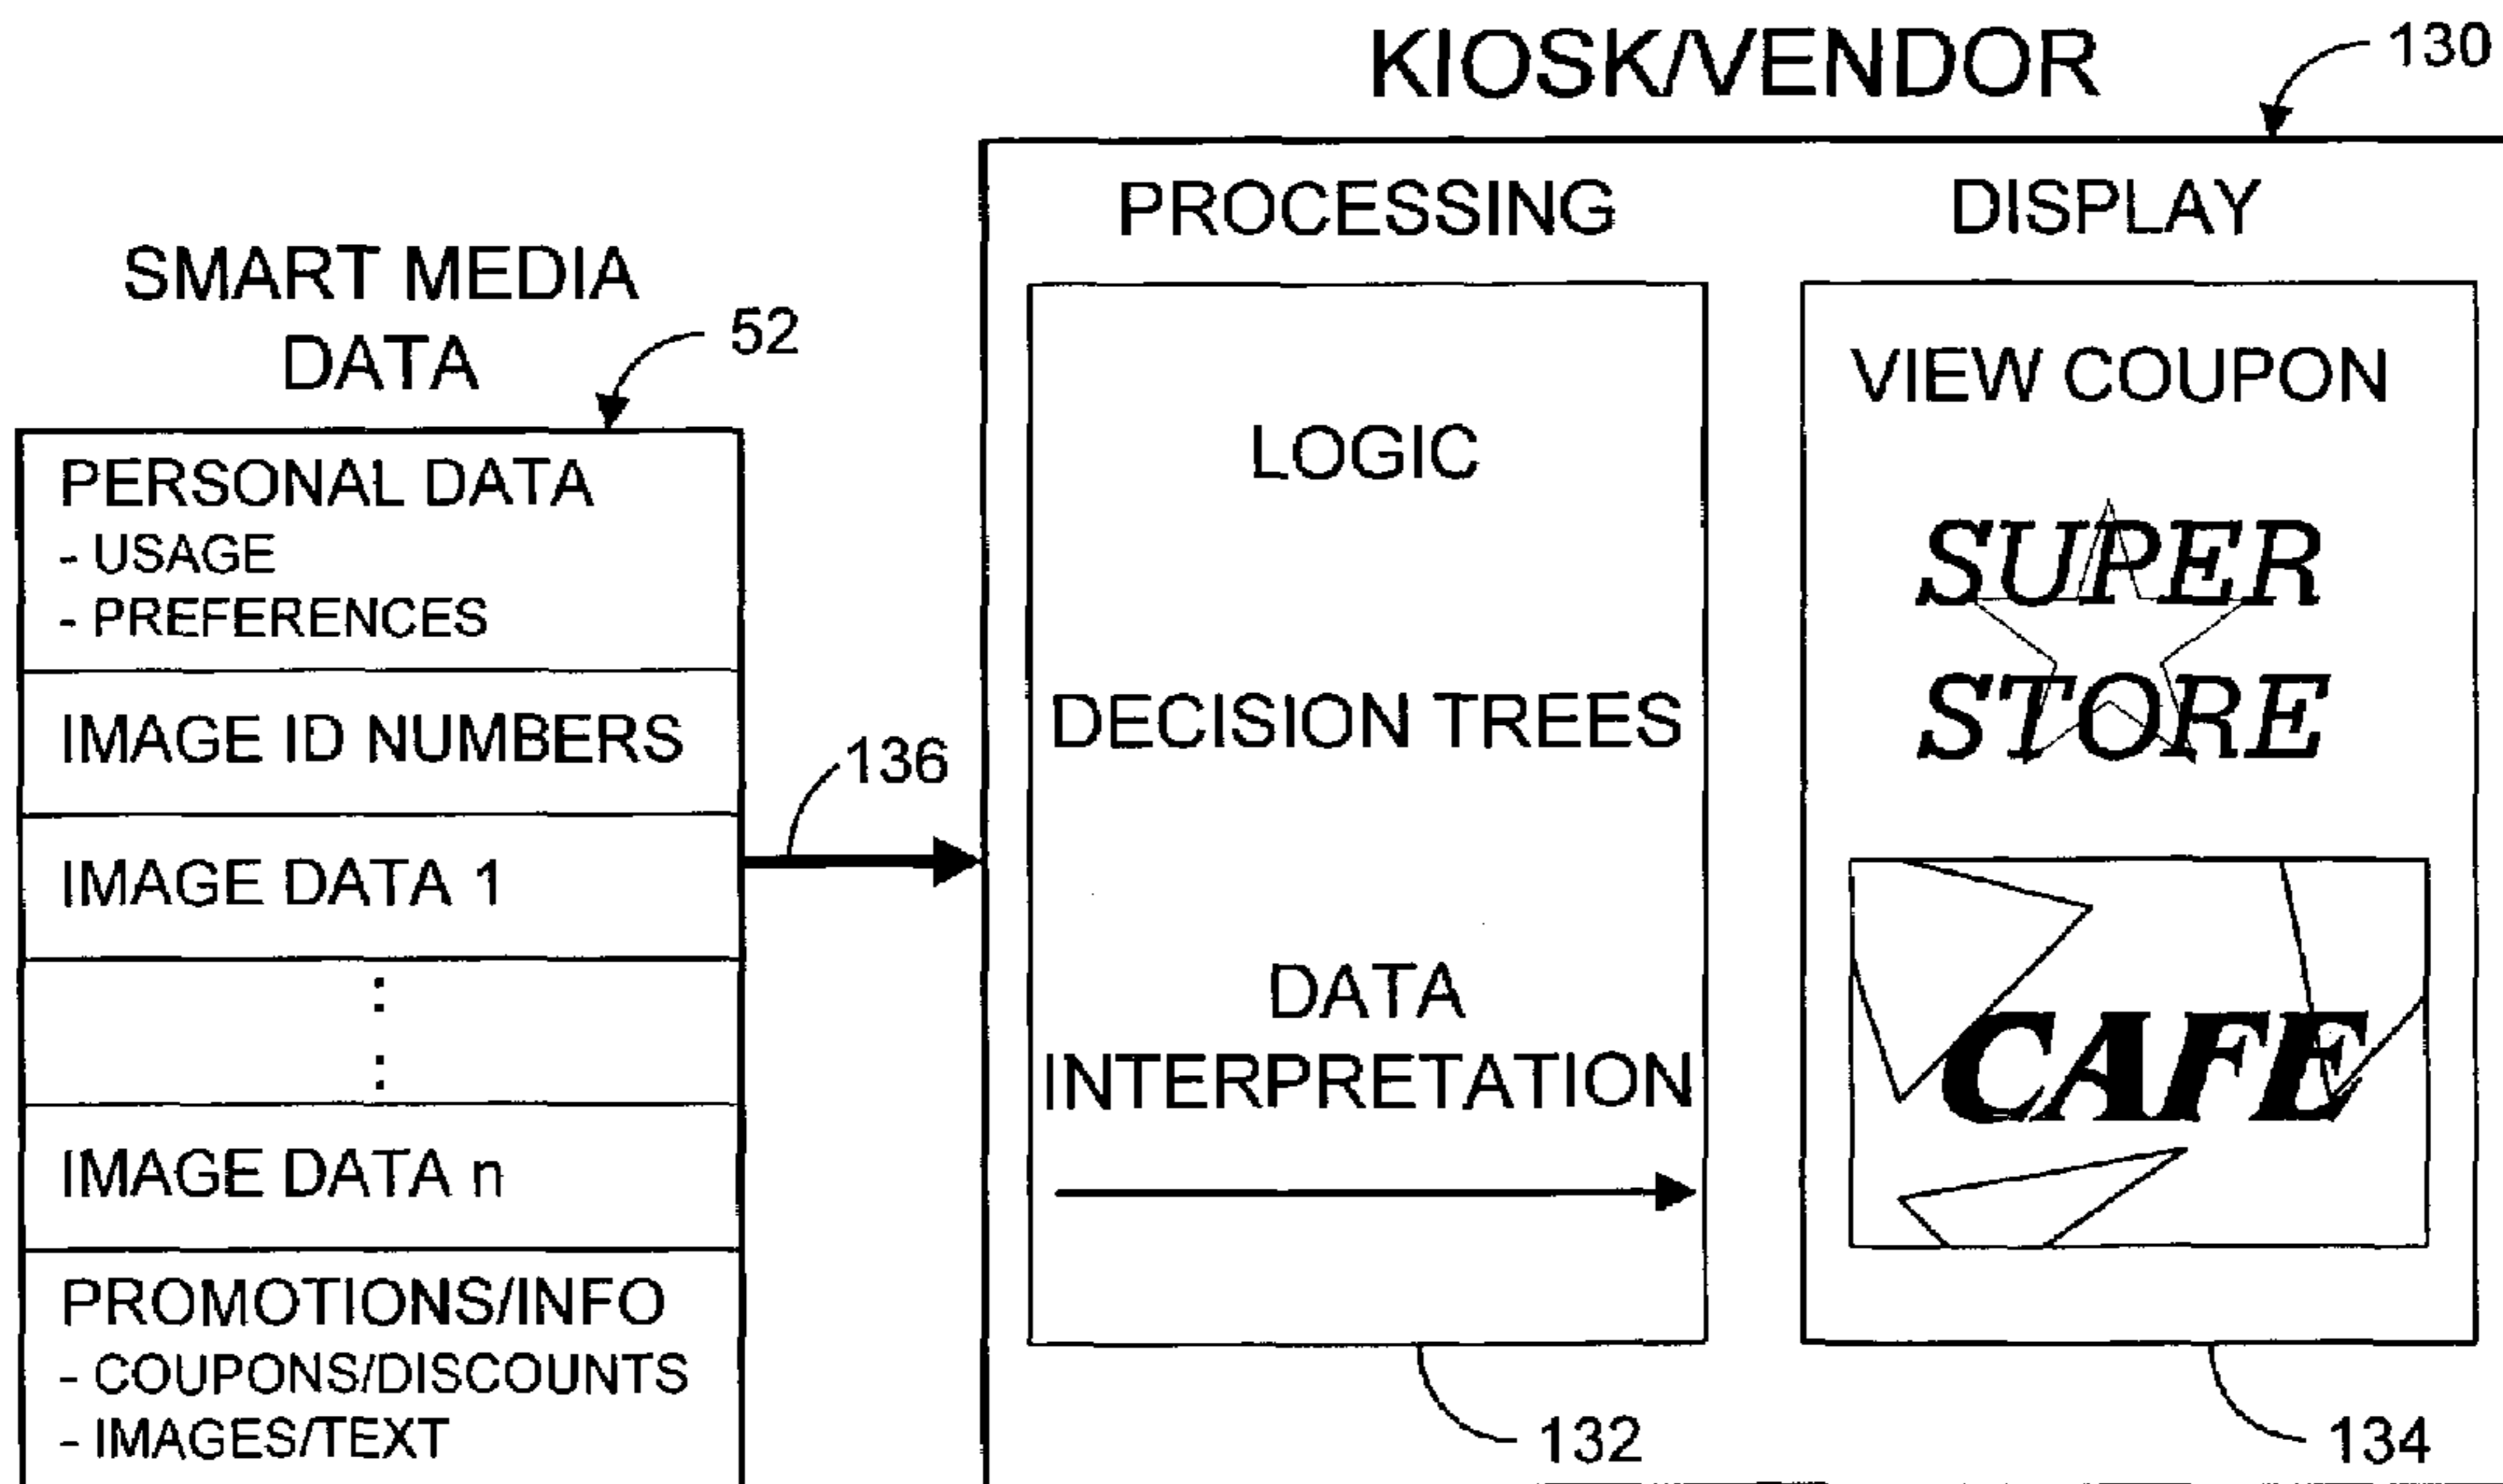 KIOSK/VENDOR
130
PROCESSING
DISPLAY
SMART MEDIA
DATA
52
PERSONAL DATA
- USAGE
- PREFERENCES
IMAGE ID NUMBERS
IMAGE DATA 1
:
:
IMAGE DATA n
PROMOTIONS/INFO
- COUPONS/DISCOUNTS
- IMAGES/TEXT
136
LOGIC
DECISION TREES
DATA
INTERPRETATION
132
VIEW COUPON
SUPER
STORE
CAFE
134